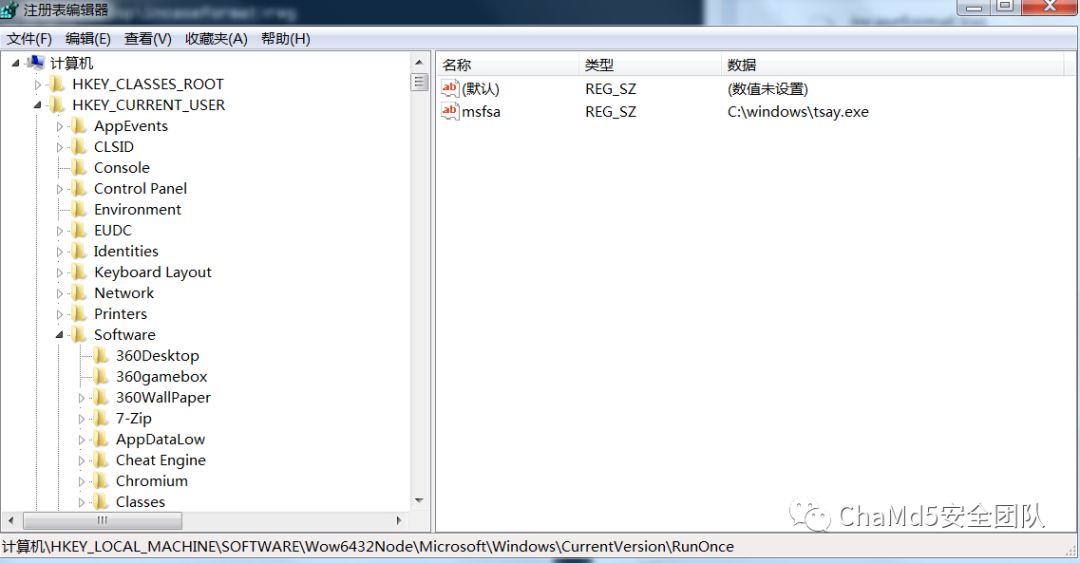 注册表编辑器
文件(F) 编辑(E) 查看(V) 收藏夹(A) 帮助(H)
计算机
HKEY_CLASSES_ROOT
HKEY_CURRENT_USER
AppEvents
CLSID
Console
Control Panel
Environment
EUDC
Identities
Keyboard Layout
Network
Printers
Software
360Desktop
360gamebox
360WallPaper
7-Zip
AppDataLow
Cheat Engine
Chromium
Classes
名称 类型 数据
ab (默认) REG_SZ (数值未设置)
ab msfsa REG_SZ C:\windows\tsay.exe
ChaMd5安全团队
计算机\HKEY_LOCAL_MACHINE\SOFTWARE\Wow6432Node\Microsoft\Windows\CurrentVersion\RunOnce